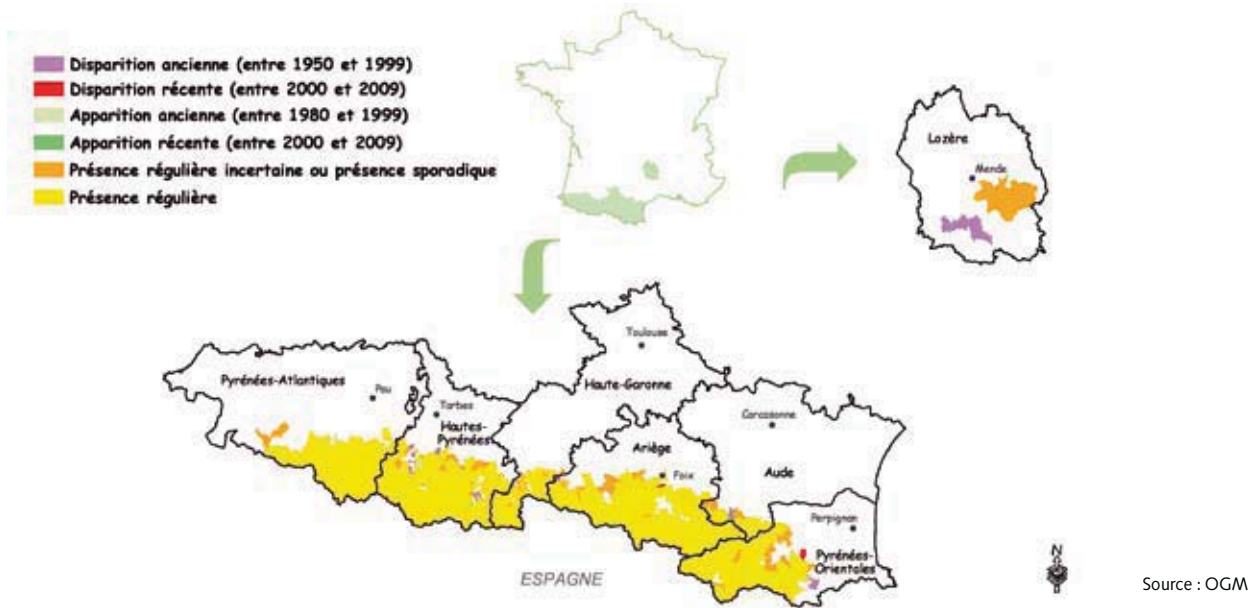 Disparition ancienne (entre 1950 et 1999)
Disparition récente (entre 2000 et 2009)
Apparition ancienne (entre 1980 et 1999)
Apparition récente (entre 2000 et 2009)
Présence régulière incertaine ou présence sporadique
Présence régulière
Lozère
Mende
Toulouse
Pyrénées-Atlantiques
Pau
Haute-Garonne
Tarbes
Hautes-
Pyrénées
Carcasonne
Ariège
Foix
Aude
Perpignan
Pyrénées-
Orientales
ESPAGNE
N
Source : OGM